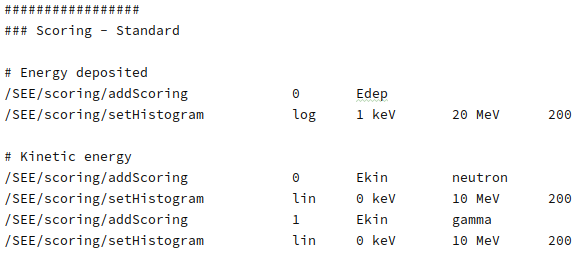 #################
### Scoring – Standard
# Energy deposited
/SEE/scoring/addScoring 0 Edep
/SEE/scoring/setHistogram log 1 keV 20 MeV 200
# Kinetic energy
/SEE/scoring/addScoring 0 Ekin neutron
/SEE/scoring/setHistogram lin 0 keV 10 MeV 200
/SEE/scoring/addScoring 1 Ekin gamma
/SEE/scoring/setHistogram lin 0 keV 10 MeV 200